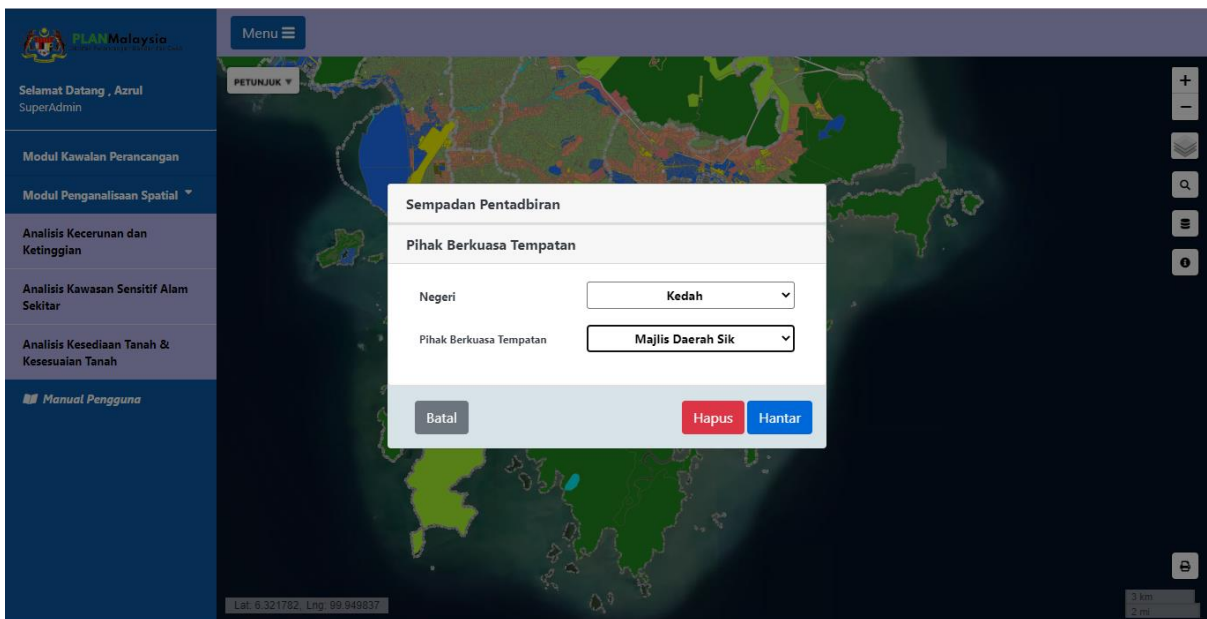 PLANMalaysia
Menu
Selamat Datang , Azrul
SuperAdmin
PETUNJUK
Modul Kawalan Perancangan
Modul Penganalisaan Spatial
Analisis Kecerunan dan
Ketinggian
Analisis Kawasan Sensitif Alam
Sekitar
Analisis Kesediaan Tanah &
Kesesuaian Tanah
Manual Pengguna
Sempadan Pentadbiran
Pihak Berkuasa Tempatan
Negeri
Kedah
Pihak Berkuasa Tempatan
Majlis Daerah Sik
Batal
Hapus
Hantar
+
−
Lat: 6.321782, Lng: 99.949837
3 km
2 mi